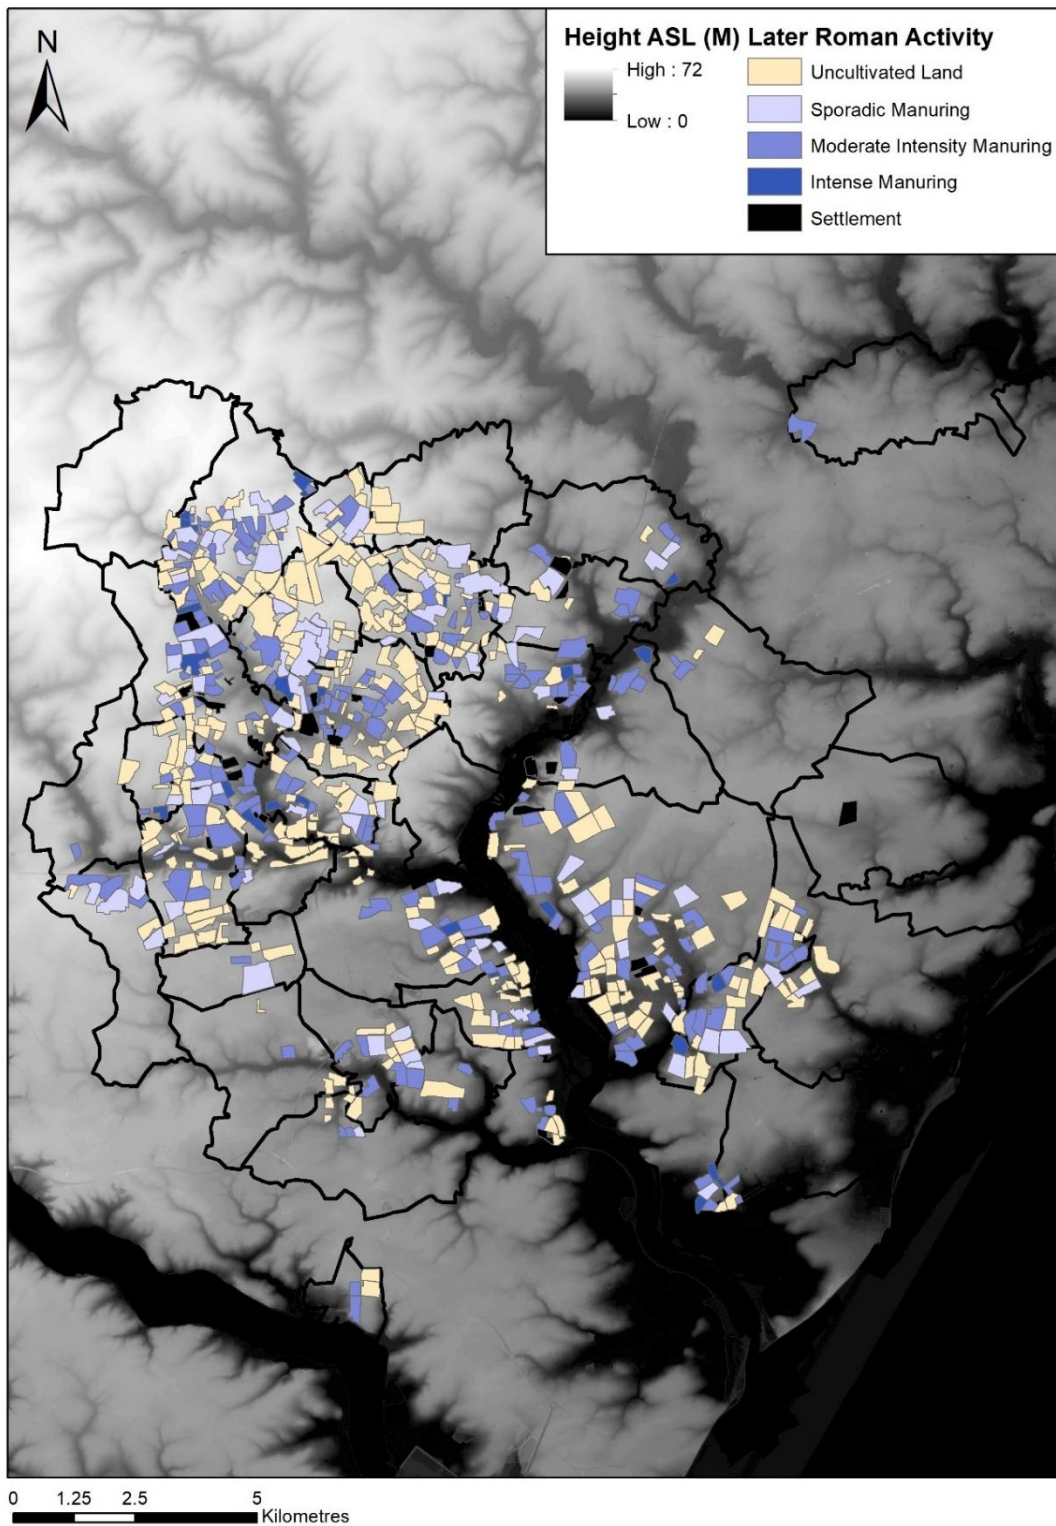 N
Height ASL (M) Later Roman Activity
High : 72
Low : 0
Uncultivated Land
Sporadic Manuring
Moderate Intensity Manuring
Intense Manuring
Settlement
0 1.25 2.5 5
Kilometres